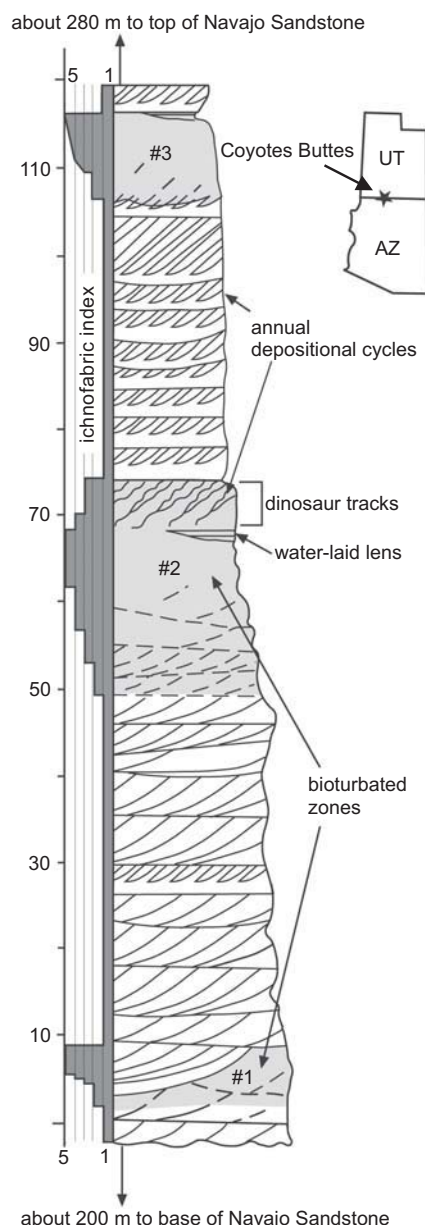 about 280 m to top of Navajo Sandstone
5 1
#3
110
Coyotes Buttes
UT
AZ
90
ichnofabric index
annual
depositional cycles
70
dinosaur tracks
water-laid lens
#2
50
bioturbated
zones
30
10
#1
5 1
about 200 m to base of Navajo Sandstone